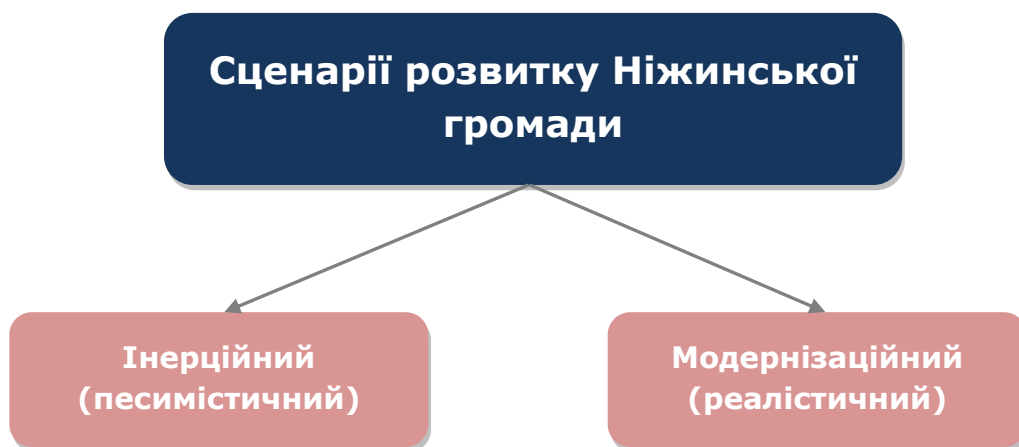 Сценарії розвитку Ніжинської
громади
Інерційний
(песимістичний)
Модернізаційний
(реалістичний)